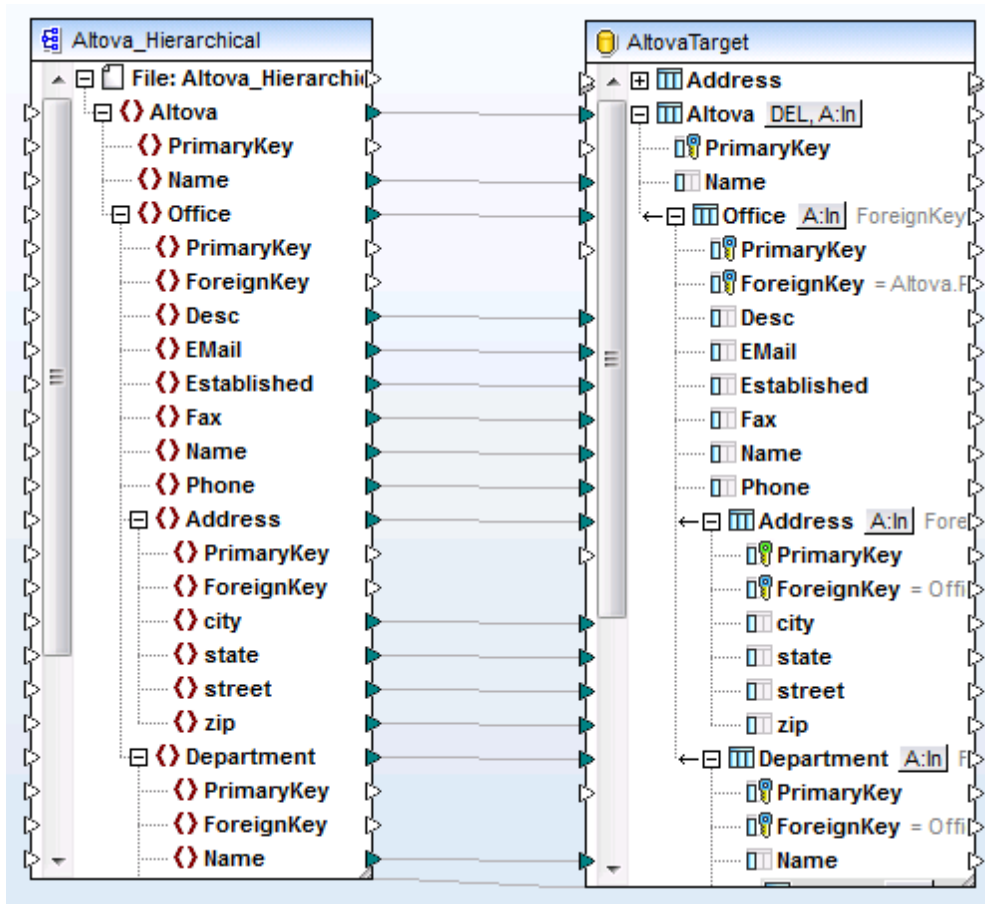 Altova_Hierarchical
File: Altova_Hierarchic
Altova
PrimaryKey
Name
Office
PrimaryKey
ForeignKey
Desc
EMail
Established
Fax
Name
Phone
Address
PrimaryKey
ForeignKey
city
state
street
zip
Department
PrimaryKey
ForeignKey
Name
AltovaTarget
Address
Altova DEL, A:In
PrimaryKey
Name
Office A:In ForeignKey
PrimaryKey
ForeignKey = Altova.P
Desc
EMail
Established
Fax
Name
Phone
Address A:In Fore
PrimaryKey
ForeignKey = Offi
city
state
street
zip
Department A:In F
PrimaryKey
ForeignKey = Offi
Name